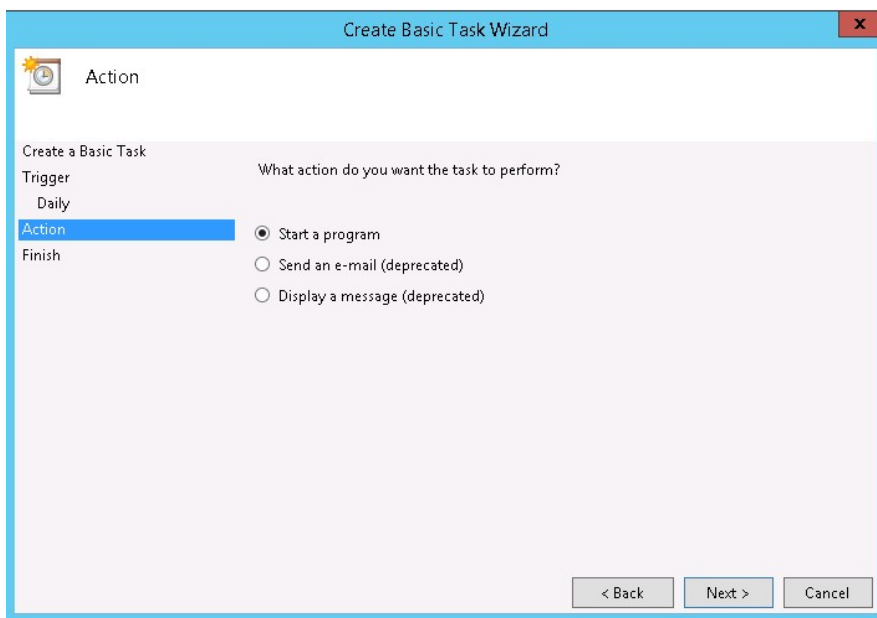 Create Basic Task Wizard
x
Action
Create a Basic Task
Trigger
Daily
Action
Finish
What action do you want the task to perform?
Start a program
Send an e-mail (deprecated)
Display a message (deprecated)
< Back
Next >
Cancel